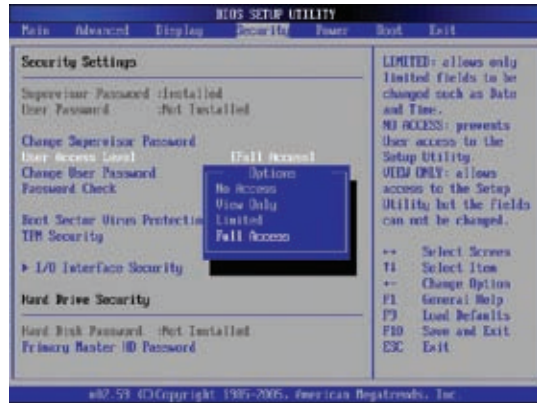 BIOS SETUP UTILITY
Main Advanced Display Security Power Boot Exit
Security Settings
Supervisor Password :Installed
User Password :Not Installed
Change Supervisor Password
User Access Level [Full Access]
Change User Password
Password Check
Boot Sector Virus Protectio
TPM Security
I/O Interface Security
Hard Drive Security
Hard Disk Password :Not Installed
Primary Master HD Password
Options
No Access
View Only
Limited
Full Access
LIMITED: allows only
limited fields to be
changed such as Date
and Time.
NO ACCESS: prevents
User access to the
Setup Utility.
VIEW ONLY: allows
access to the Setup
Utility but the fields
can not be changed.
↔ Select Screen
↑↓ Select Item
+- Change Option
F1 General Help
F9 Load Defaults
F10 Save and Exit
ESC Exit
v02.59 (C)Copyright 1985-2005, American Megatrends, Inc.